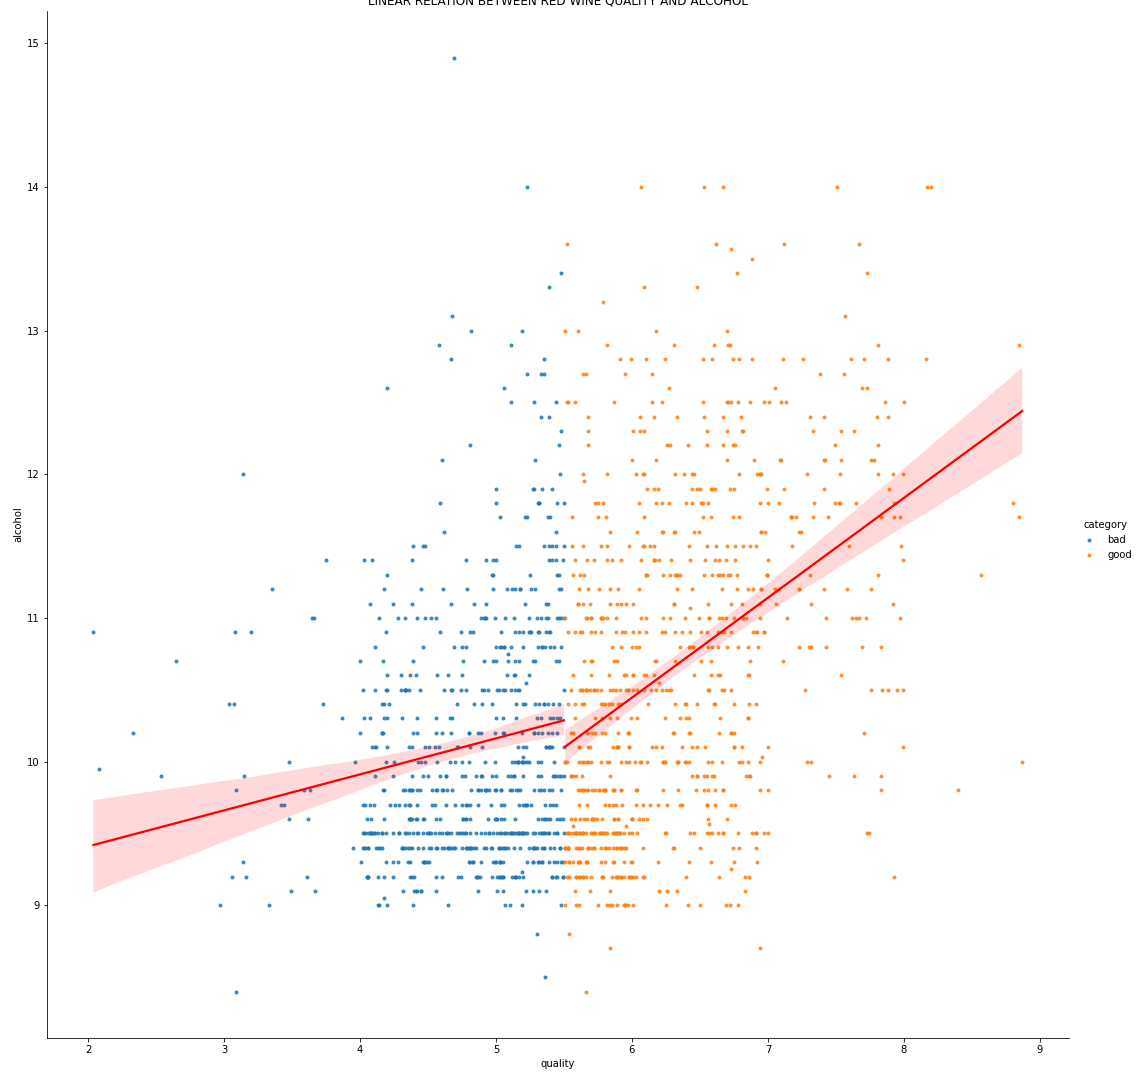 LINEAR RELATION BETWEEN RED WINE QUALITY AND ALCOHOL
15
14
13
12
11
10
9
alcohol
category
bad
good
2 3 4 5 6 7 8 9
quality